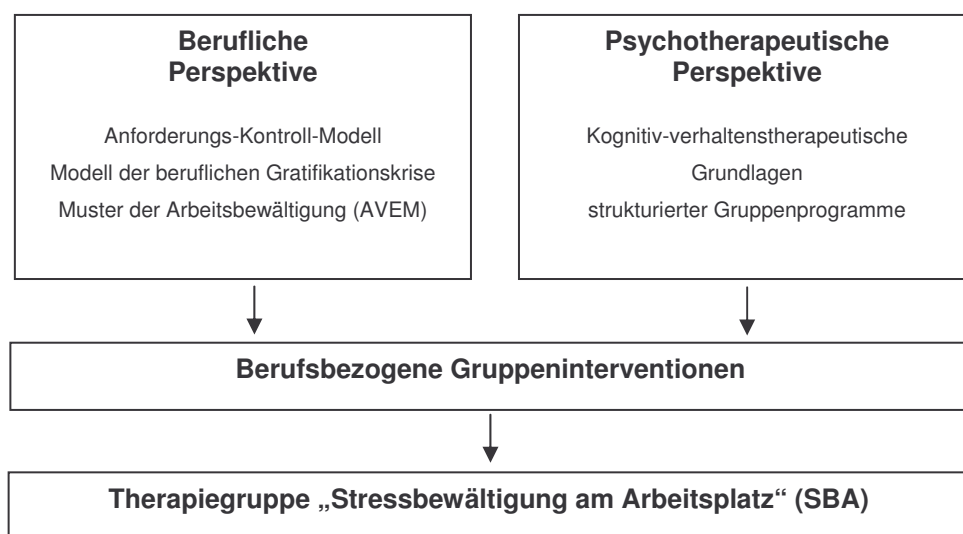 Berufliche
Perspektive
Anforderungs-Kontroll-Modell
Modell der beruflichen Gratifikationskrise
Muster der Arbeitsbewältigung (AVEM)
Psychotherapeutische
Perspektive
Kognitiv-verhaltenstherapeutische
Grundlagen
strukturierter Gruppenprogramme
Berufsbezogene Gruppeninterventionen
Therapiegruppe „Stressbewältigung am Arbeitsplatz“ (SBA)